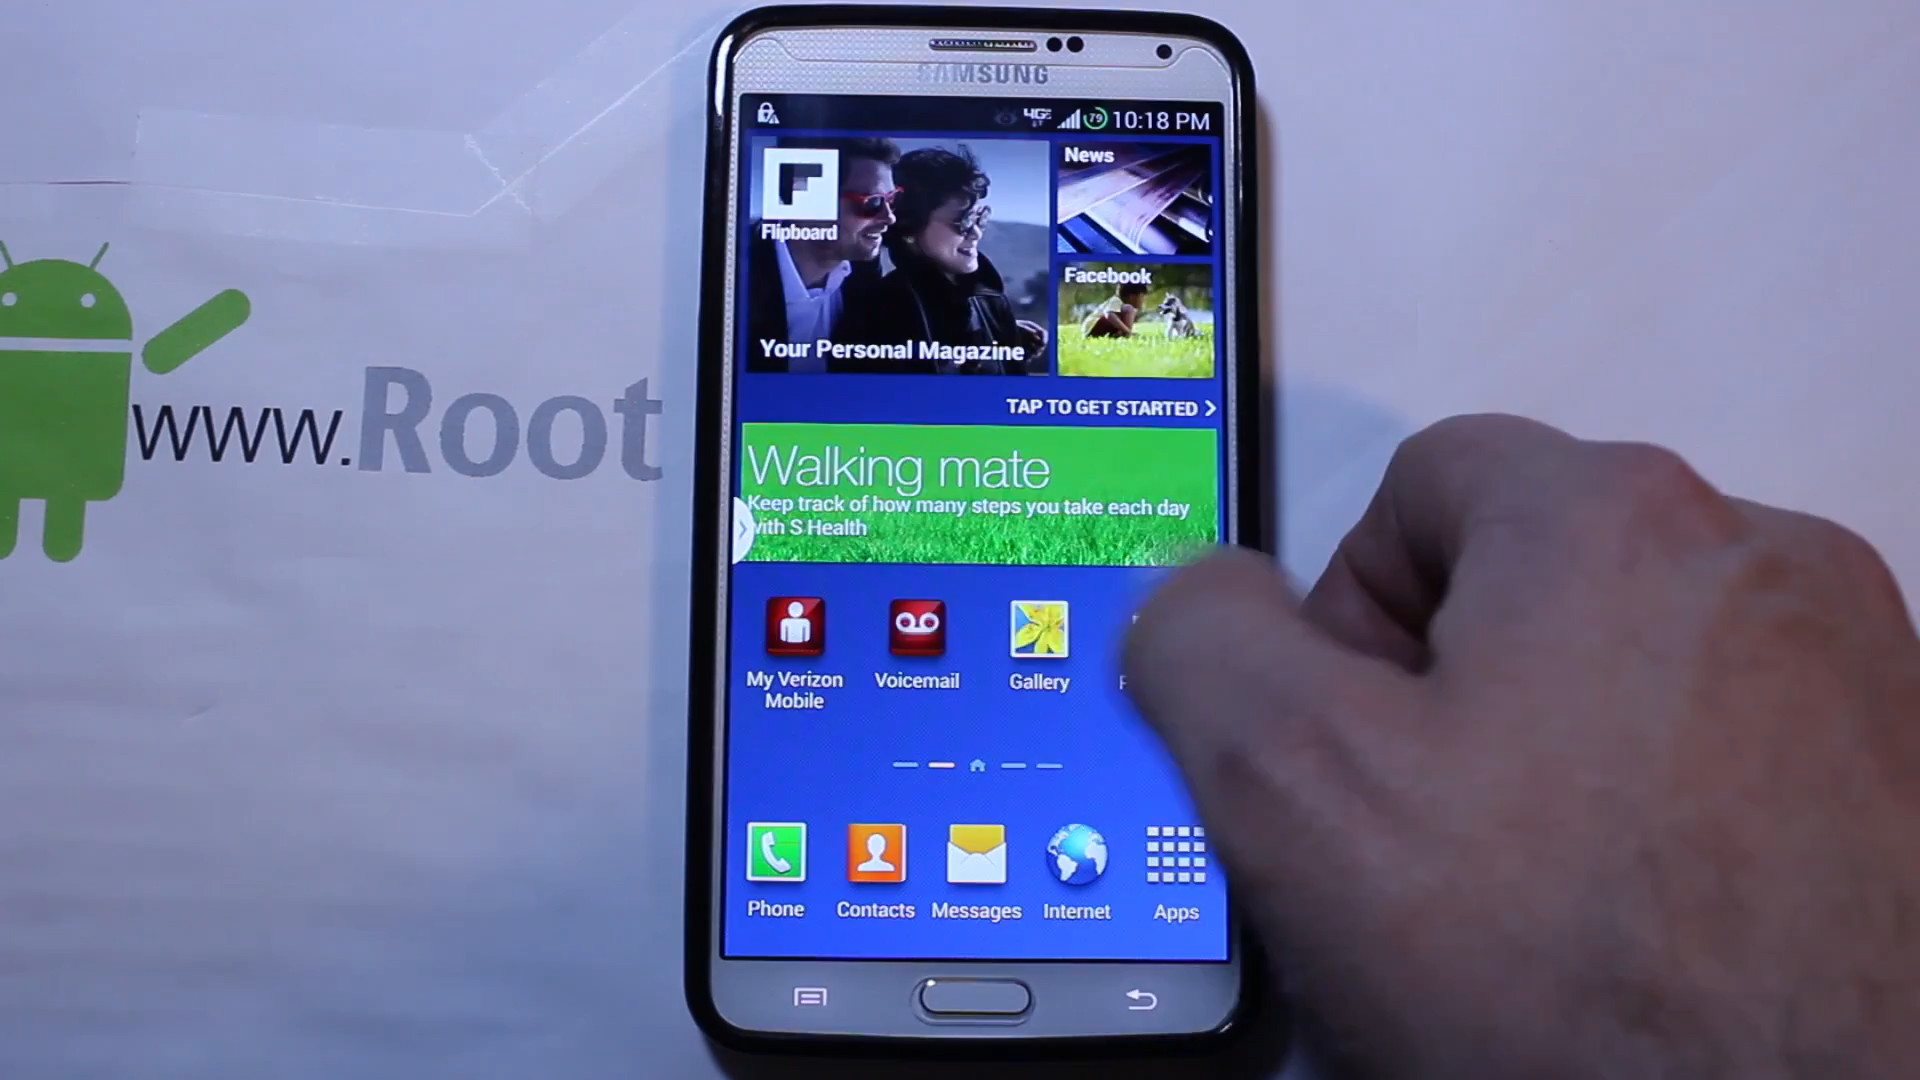 SAMSUNG
4G 79 10:18 PM
Flipboard
News
Facebook
Your Personal Magazine
TAP TO GET STARTED
Walking mate
Keep track of how many steps you take each day
with S Health
www.Root
My Verizon
Mobile
Voicemail
Gallery
Phone
Contacts
Messages
Internet
Apps